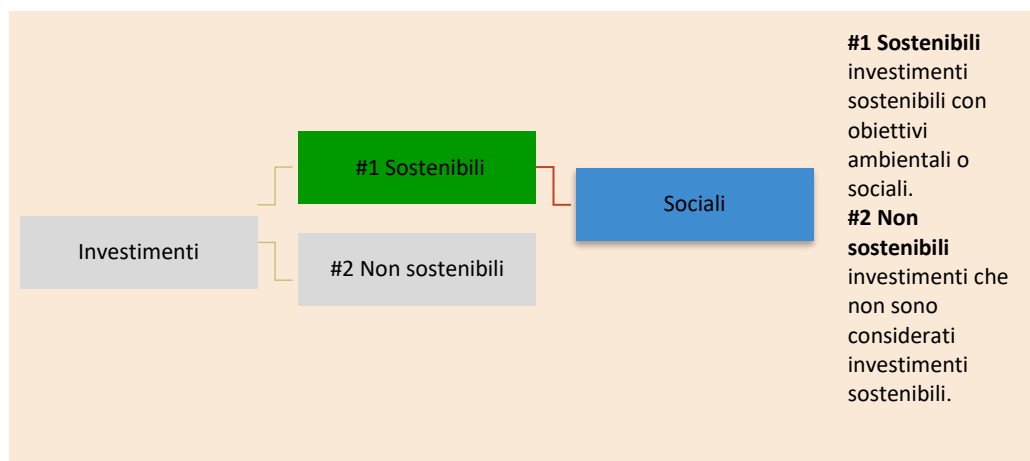 #1 Sostenibili
Sociali
Investimenti
#2 Non sostenibili
#1 Sostenibili
investimenti
sostenibili con
obiettivi
ambientali o
sociali.
#2 Non
sostenibili
investimenti che
non sono
considerati
investimenti
sostenibili.